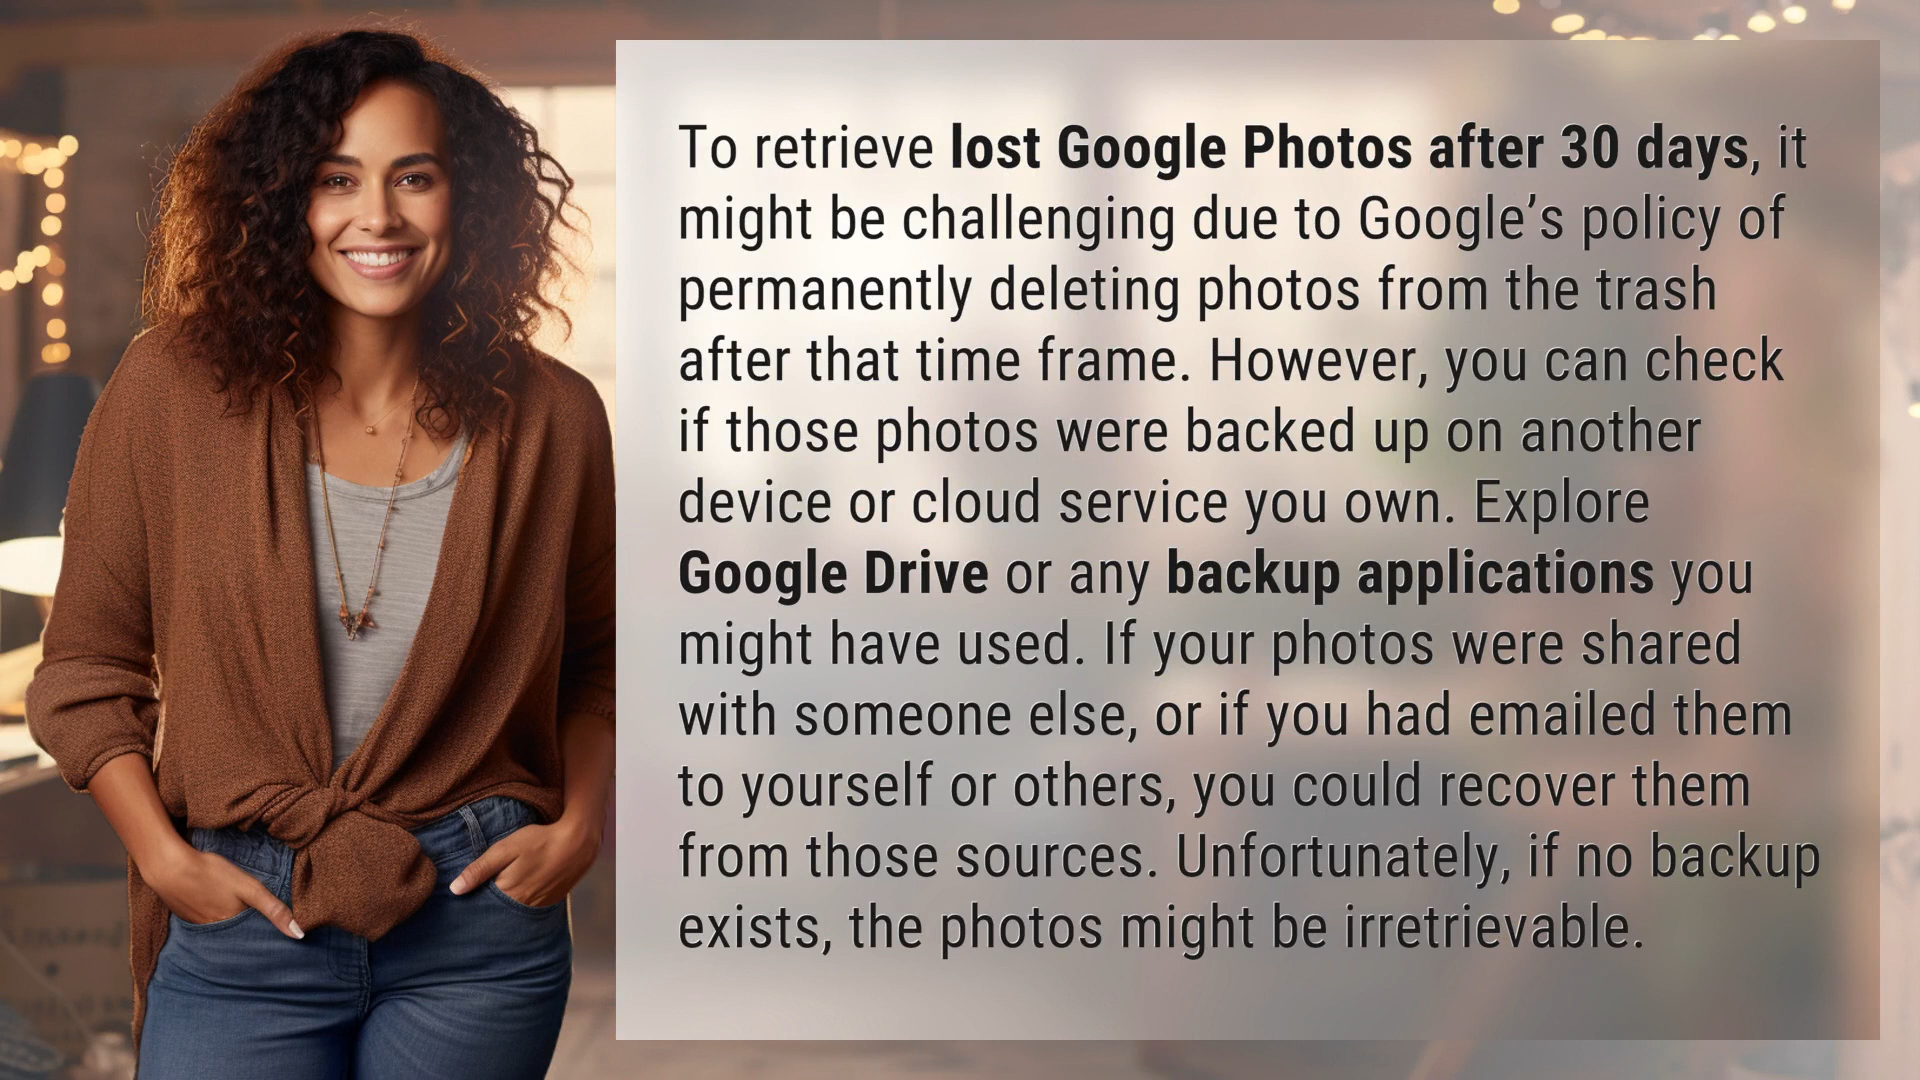 To retrieve lost Google Photos after 30 days, it
might be challenging due to Google’s policy of
permanently deleting photos from the trash
after that time frame. However, you can check
if those photos were backed up on another
device or cloud service you own. Explore
Google Drive or any backup applications you
might have used. If your photos were shared
with someone else, or if you had emailed them
to yourself or others, you could recover them
from those sources. Unfortunately, if no backup
exists, the photos might be irretrievable.